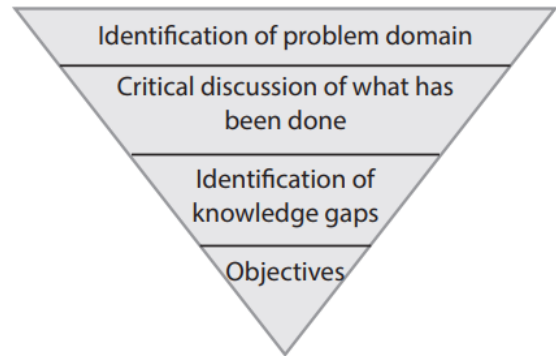 Identification of problem domain
Critical discussion of what has
been done
Identification of
knowledge gaps
Objectives